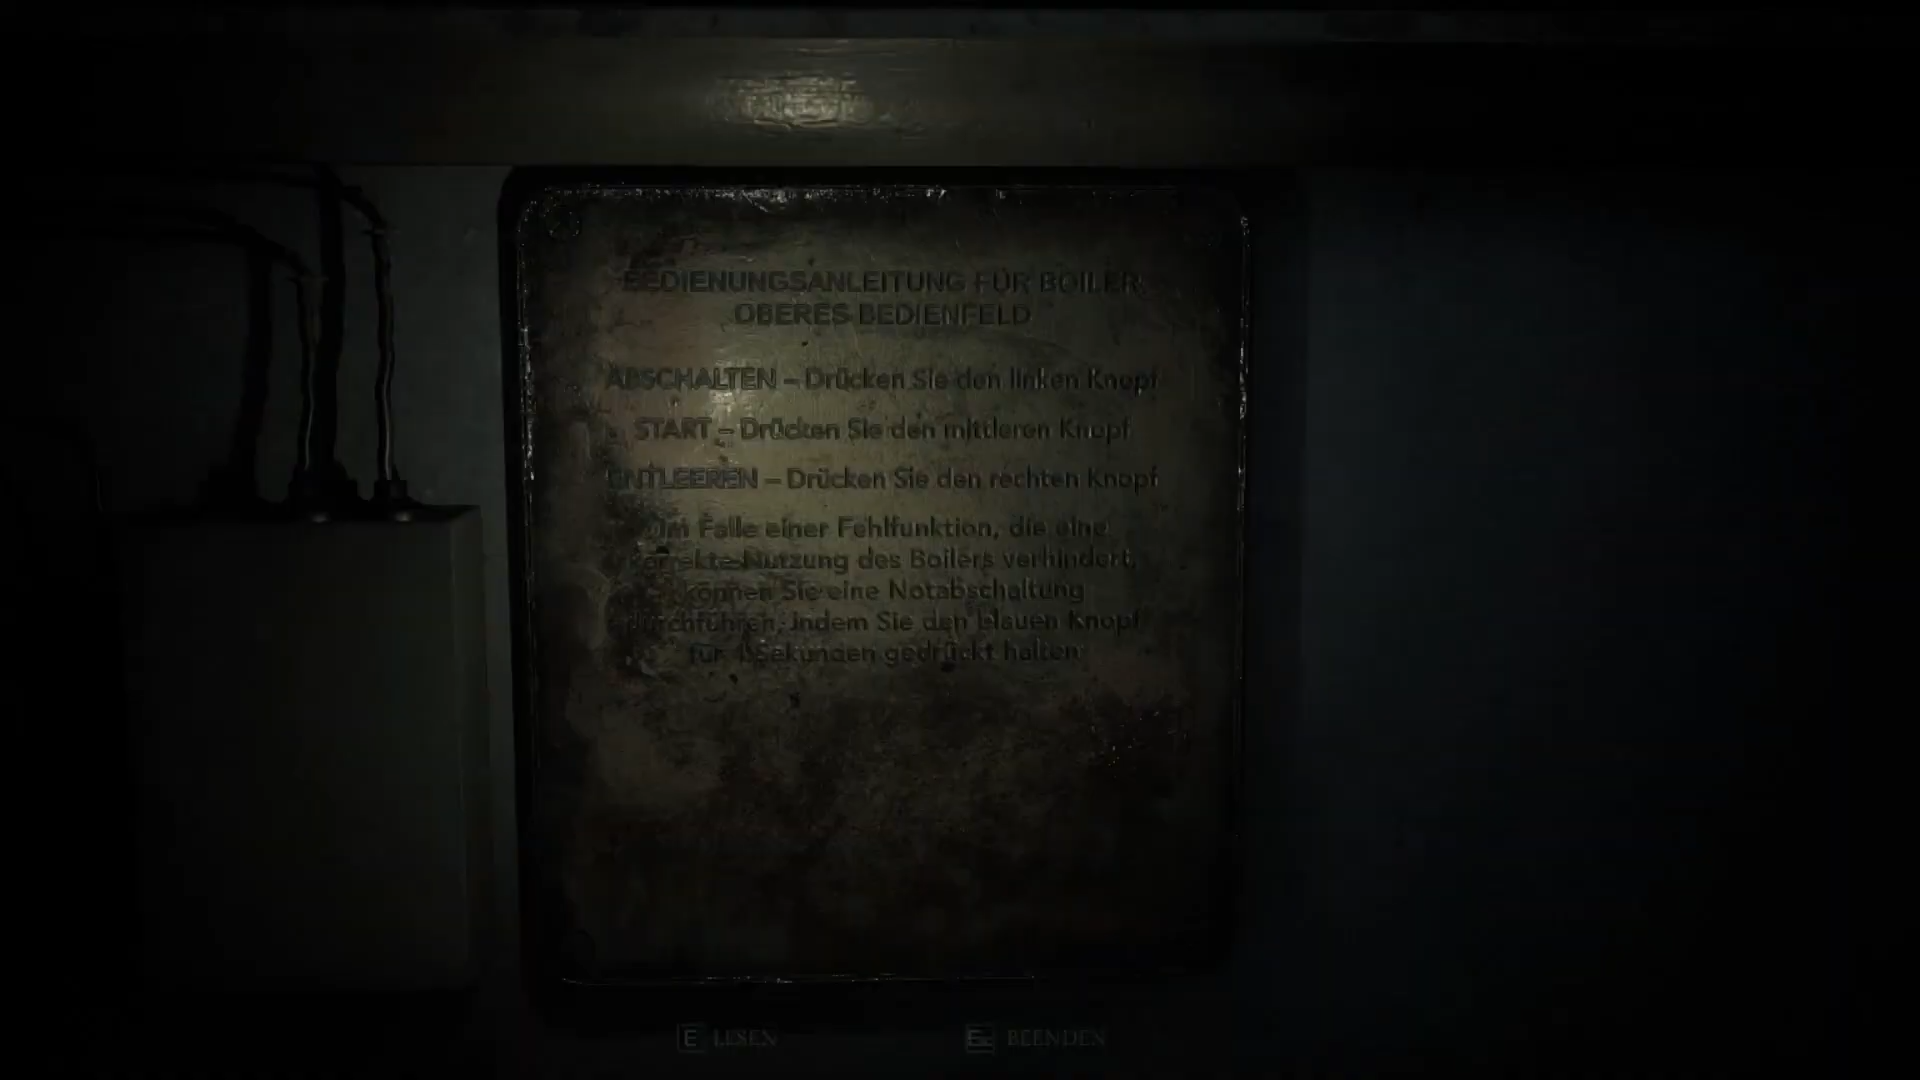 BEDIENUNGSANLEITUNG FÜR BOILER
OBERES BEDIENFELD
ABSCHALTEN – Drücken Sie den linken Knopf
START – Drücken Sie den mittleren Knopf
ENTLEEREN – Drücken Sie den rechten Knopf
Im Falle einer Fehlfunktion, die eine
korrekte Nutzung des Boilers verhindert,
können Sie eine Notabschaltung
durchführen, indem Sie den blauen Knopf
für Sekunden gedrückt halten
E LESEN
Esc BEENDEN